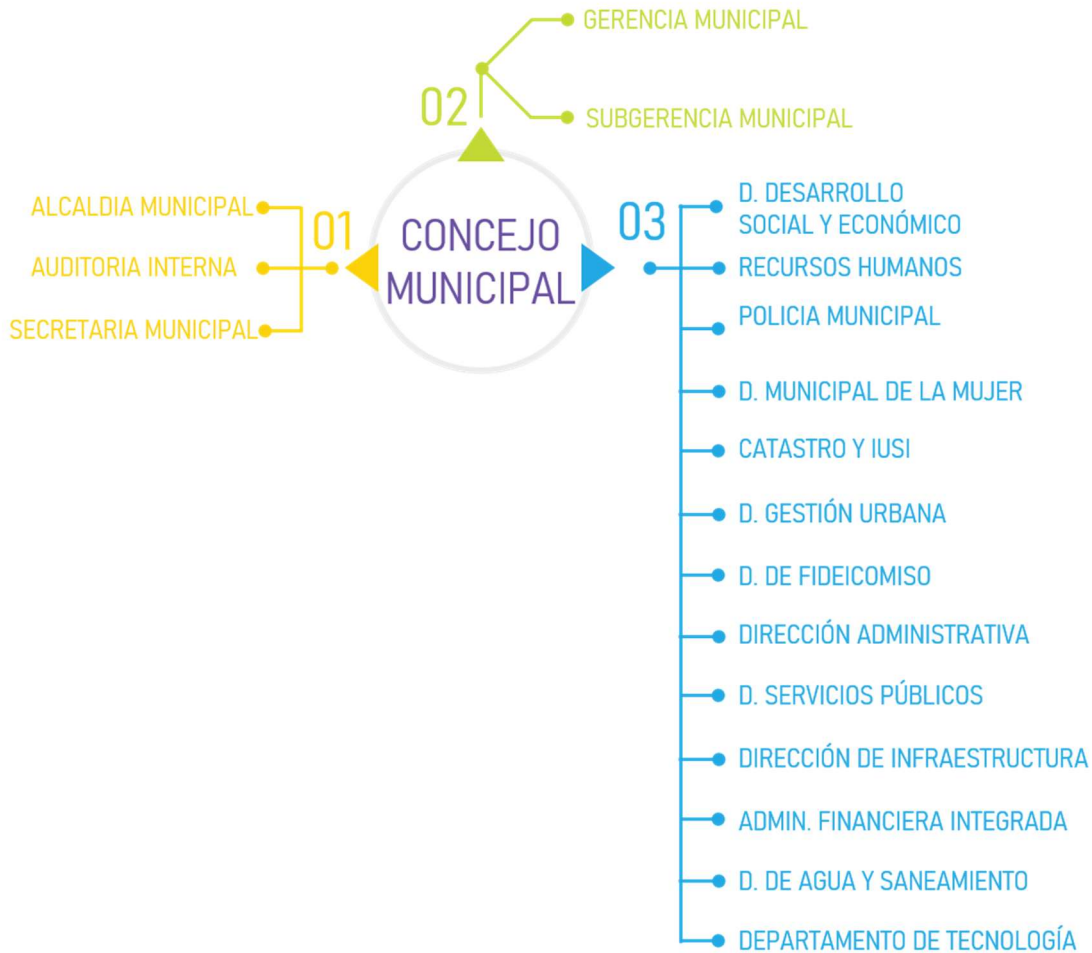 GERENCIA MUNICIPAL
02
SUBGERENCIA MUNICIPAL
ALCALDIA MUNICIPAL
01
AUDITORIA INTERNA
SECRETARIA MUNICIPAL
CONCEJO
MUNICIPAL
03
D. DESARROLLO
SOCIAL Y ECONÓMICO
RECURSOS HUMANOS
POLICIA MUNICIPAL
D. MUNICIPAL DE LA MUJER
CATASTRO Y IUSI
D. GESTIÓN URBANA
D. DE FIDEICOMISO
DIRECCIÓN ADMINISTRATIVA
D. SERVICIOS PÚBLICOS
DIRECCIÓN DE INFRAESTRUCTURA
ADMIN. FINANCIERA INTEGRADA
D. DE AGUA Y SANEAMIENTO
DEPARTAMENTO DE TECNOLOGÍA